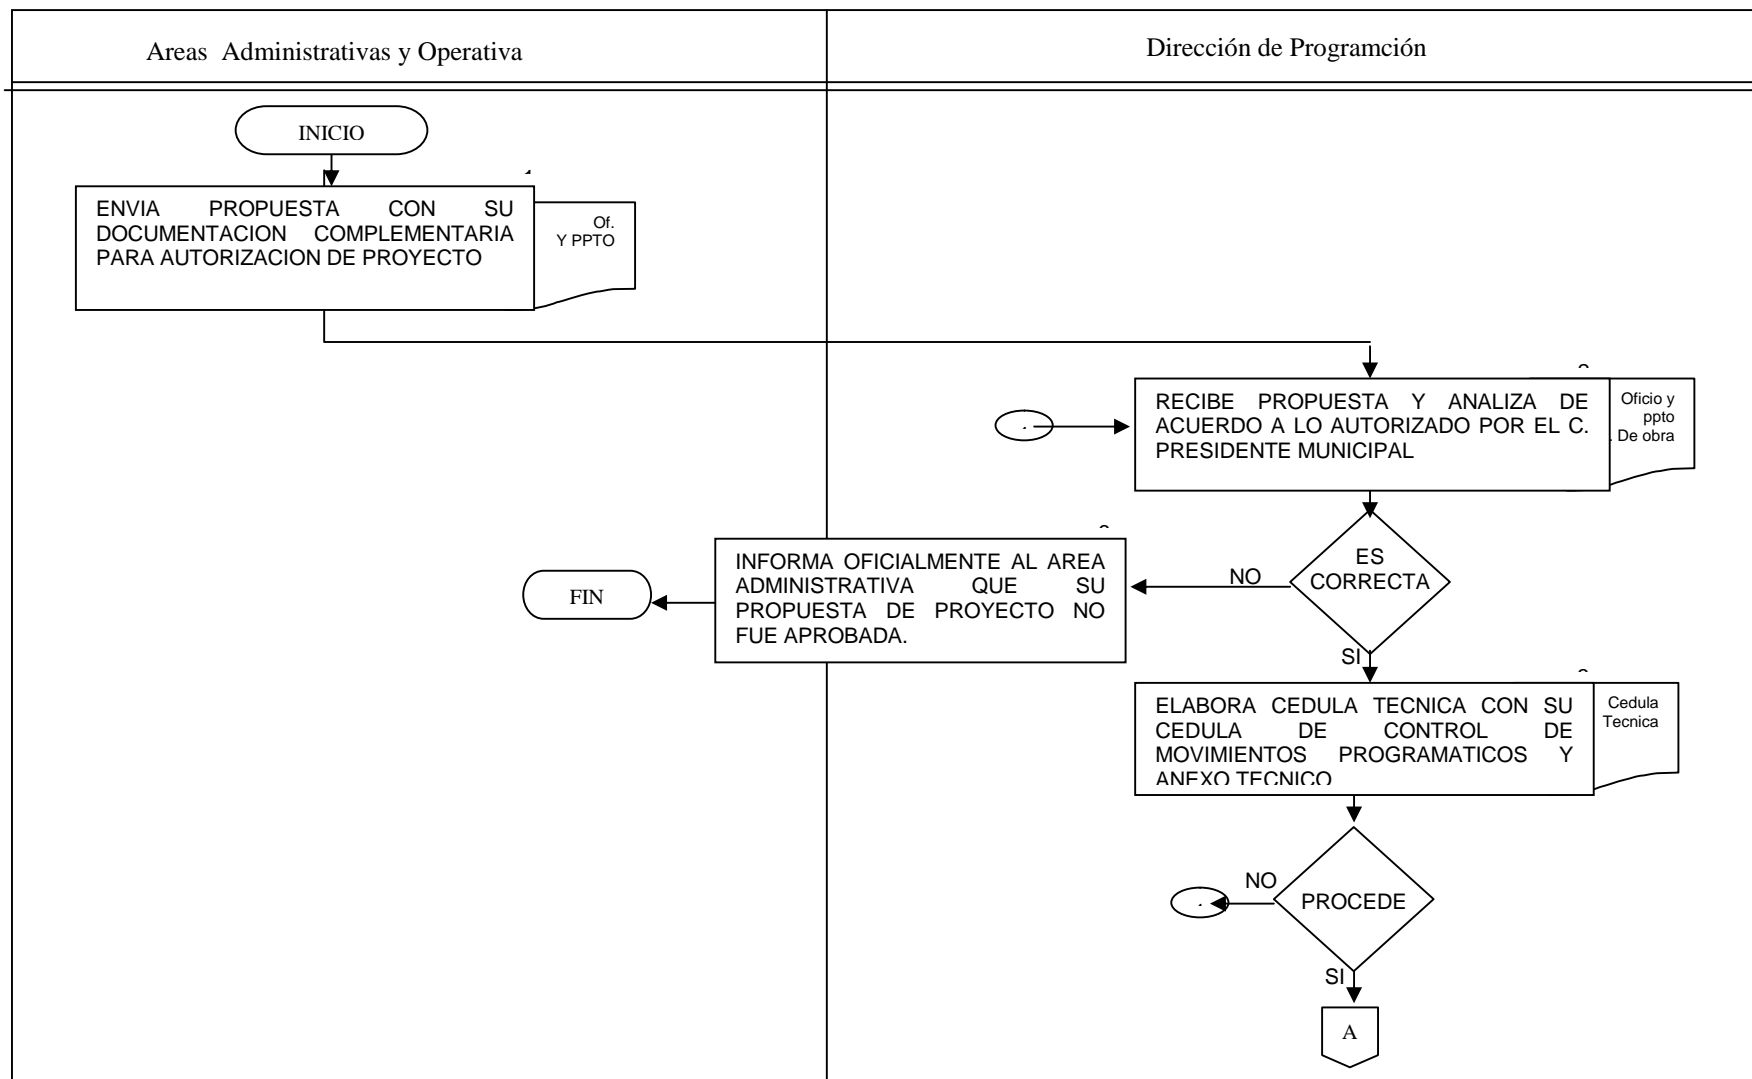 Areas Administrativas y Operativa
Dirección de Programción
INICIO
ENVIA PROPUESTA CON SU
DOCUMENTACION COMPLEMENTARIA
PARA AUTORIZACION DE PROYECTO
Of.
Y PPTO
RECIBE PROPUESTA Y ANALIZA DE
ACUERDO A LO AUTORIZADO POR EL C.
PRESIDENTE MUNICIPAL
Oficio y
ppto
. De obra
ES
CORRECTA
NO
INFORMA OFICIALMENTE AL AREA
ADMINISTRATIVA QUE SU
PROPUESTA DE PROYECTO NO
FUE APROBADA.
FIN
SI
ELABORA CEDULA TECNICA CON SU
CEDULA DE CONTROL DE
MOVIMIENTOS PROGRAMATICOS Y
ANEXO TECNICO
Cedula
Tecnica
PROCEDE
NO
SI
A